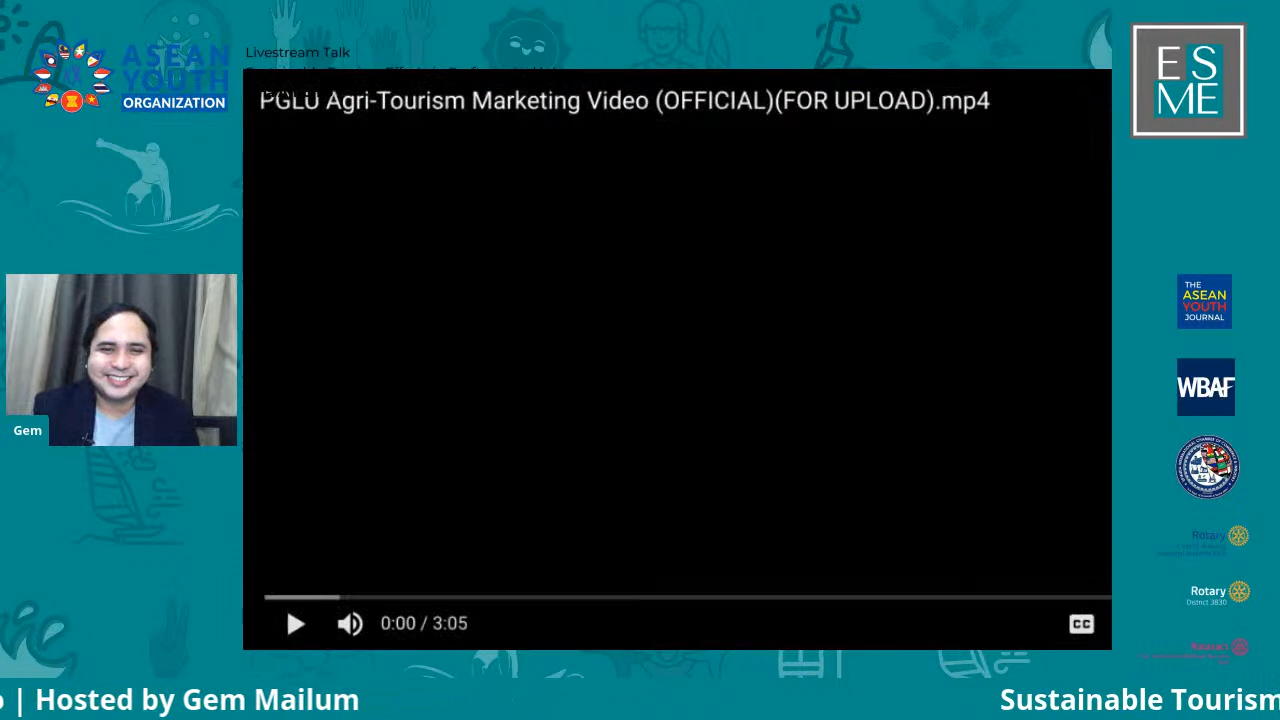 ASEAN
YOUTH
ORGANIZATION
Livestream Talk
PGLU Agri-Tourism Marketing Video (OFFICIAL)(FOR UPLOAD).mp4
ES
ME
THE
ASEAN
YOUTH
JOURNAL
WBAF
Gem
Rotary
Rotary
District 3830
Rotaract
0:00 / 3:05
CC
| Hosted by Gem Mailum
Sustainable Tourism